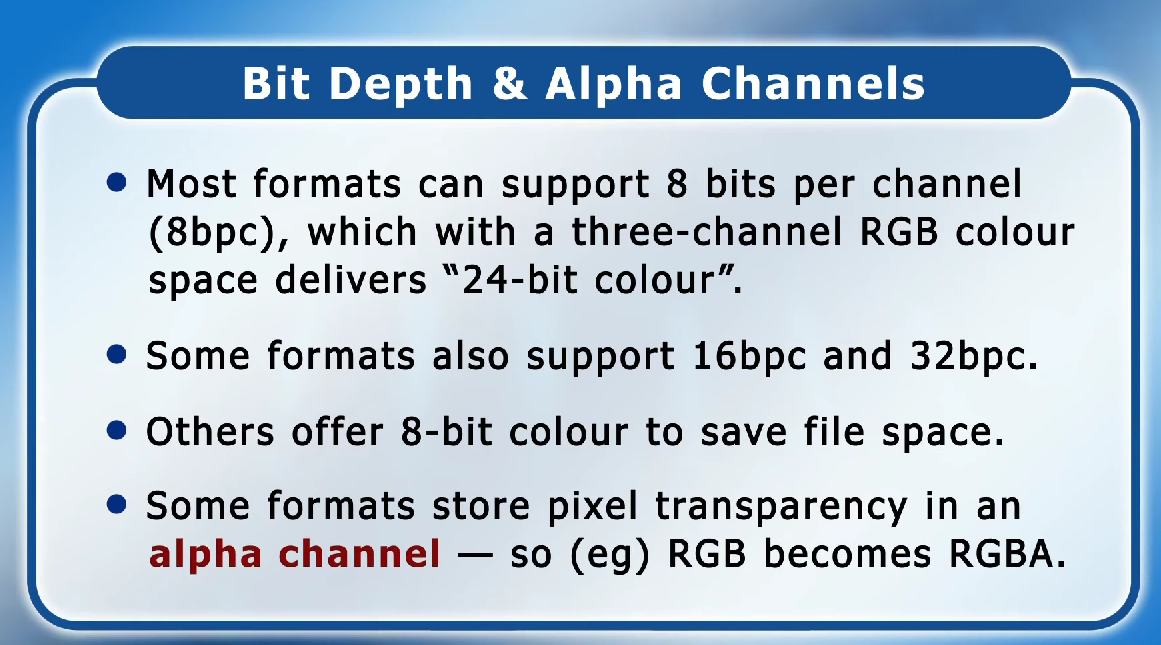 Bit Depth & Alpha Channels
• Most formats can support 8 bits per channel
(8bpc), which with a three-channel RGB colour
space delivers “24-bit colour”.
• Some formats also support 16bpc and 32bpc.
• Others offer 8-bit colour to save file space.
• Some formats store pixel transparency in an
alpha channel — so (eg) RGB becomes RGBA.